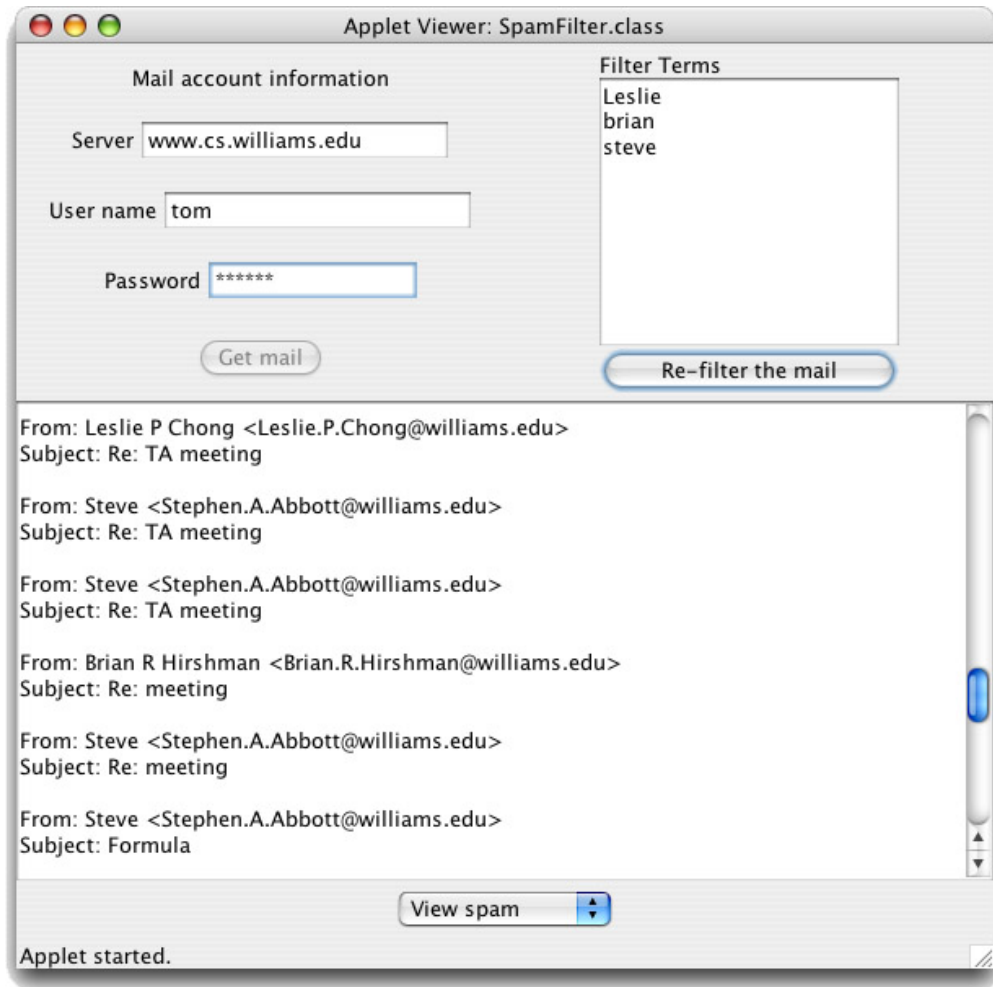 Applet Viewer: SpamFilter.class
Mail account information
Server www.cs.williams.edu
User name tom
Password ******
Get mail
Filter Terms
Leslie
brian
steve
Re-filter the mail
From: Leslie P Chong <Leslie.P.Chong@williams.edu>
Subject: Re: TA meeting
From: Steve <Stephen.A.Abbott@williams.edu>
Subject: Re: TA meeting
From: Steve <Stephen.A.Abbott@williams.edu>
Subject: Re: TA meeting
From: Brian R Hirshman <Brian.R.Hirshman@williams.edu>
Subject: Re: meeting
From: Steve <Stephen.A.Abbott@williams.edu>
Subject: Re: meeting
From: Steve <Stephen.A.Abbott@williams.edu>
Subject: Formula
View spam
Applet started.